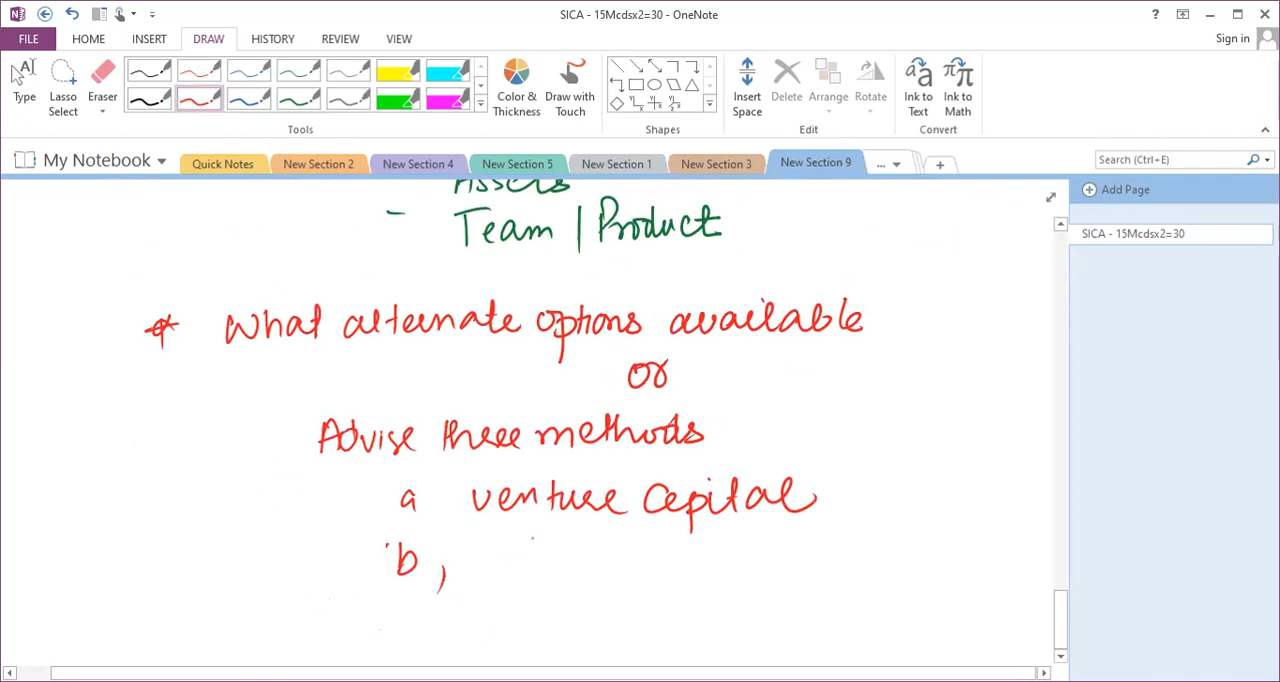 SICA - 15Mcdsx2=30 - OneNote
Sign in
FILE HOME INSERT DRAW HISTORY REVIEW VIEW
Type Lasso Select Eraser Color & Thickness Draw with Touch Insert Space Delete Arrange Rotate Ink to Text Ink to Math
Tools Shapes Edit Convert
My Notebook Quick Notes New Section 2 New Section 4 New Section 5 New Section 1 New Section 3 New Section 9 ... Search (Ctrl+E)
Add Page
SICA - 15Mcdsx2=30
Assets
- Team | Product
* What alternate options available
or
Advise three methods
a venture Cepital
b,